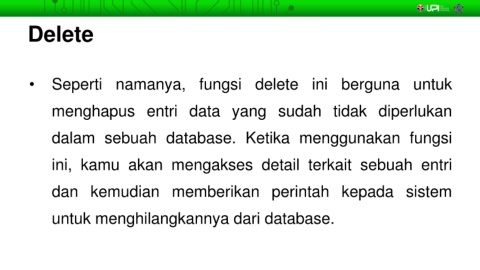 UPI
Delete
• Seperti namanya, fungsi delete ini berguna untuk
menghapus entri data yang sudah tidak diperlukan
dalam sebuah database. Ketika menggunakan fungsi
ini, kamu akan mengakses detail terkait sebuah entri
dan kemudian memberikan perintah kepada sistem
untuk menghilangkannya dari database.